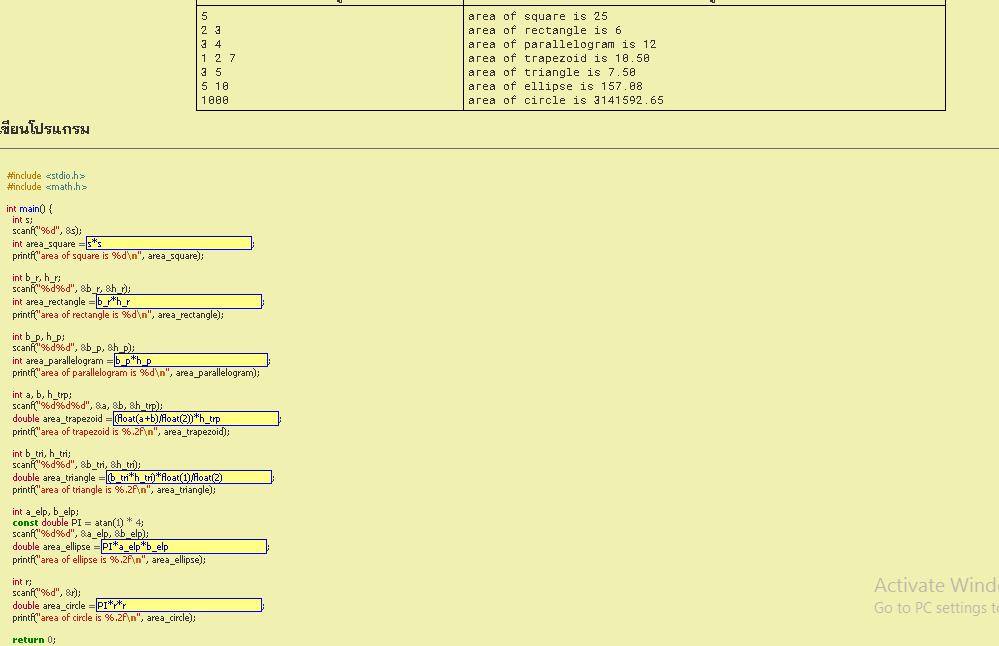 5
2 3
3 4
1 2 7
3 5
5 10
1000
area of square is 25
area of rectangle is 6
area of parallelogram is 12
area of trapezoid is 10.50
area of triangle is 7.50
area of ellipse is 157.08
area of circle is 3141592.65
เขียนโปรแกรม
#include <stdio.h>
#include <math.h>
int main() {
int s;
scanf("%d", &s);
int area_square = s*s ;
printf("area of square is %d\n", area_square);
int b_r, h_r;
scanf("%d%d", &b_r, &h_r);
int area_rectangle = b_r*h_r ;
printf("area of rectangle is %d\n", area_rectangle);
int b_p, h_p;
scanf("%d%d", &b_p, &h_p);
int area_parallelogram = b_p*h_p ;
printf("area of parallelogram is %d\n", area_parallelogram);
int a, b, h_trp;
scanf("%d%d%d", &a, &b, &h_trp);
double area_trapezoid = (float(a+b)/float(2))*h_trp ;
printf("area of trapezoid is %.2f\n", area_trapezoid);
int b_tri, h_tri;
scanf("%d%d", &b_tri, &h_tri);
double area_triangle = (b_tri*h_tri)*float(1)/float(2) ;
printf("area of triangle is %.2f\n", area_triangle);
int a_elp, b_elp;
const double PI = atan(1) * 4;
scanf("%d%d", &a_elp, &b_elp);
double area_ellipse = PI*a_elp*b_elp ;
printf("area of ellipse is %.2f\n", area_ellipse);
int r;
scanf("%d", &r);
double area_circle = PI*r*r ;
printf("area of circle is %.2f\n", area_circle);
return 0;
Activate Wind
Go to PC settings to